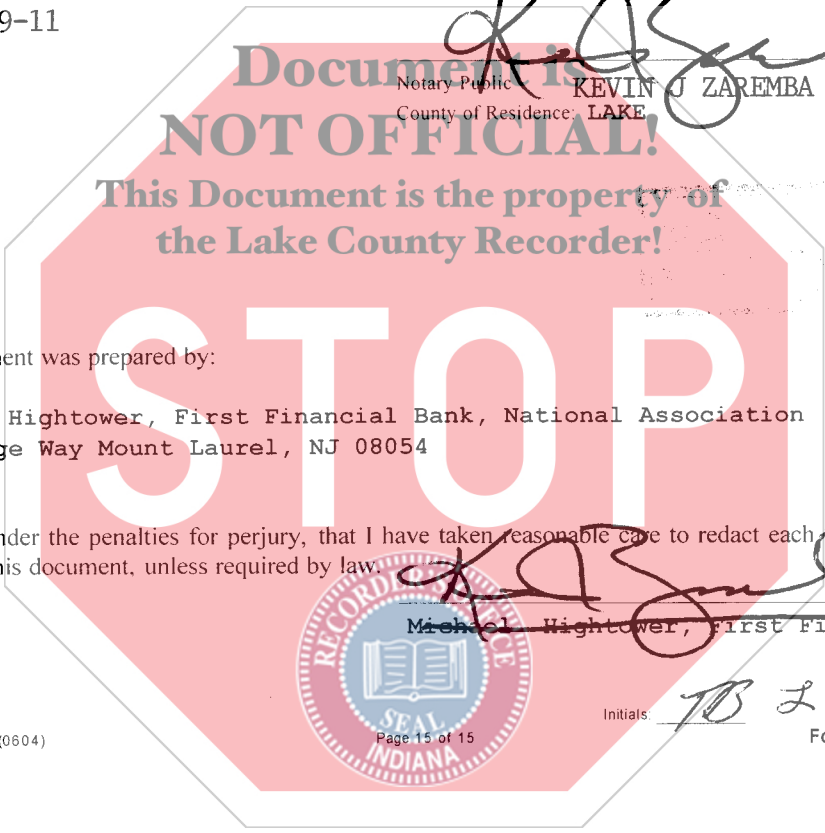 9-11
Document is
Notary Public KEVIN J ZAREMBA
County of Residence: LAKE
NOT OFFICIAL!
This Document is the property of
the Lake County Recorder!
STOP
ent was prepared by:
Hightower, First Financial Bank, National Association
ge Way Mount Laurel, NJ 08054
nder the penalties for perjury, that I have taken reasonable care to redact each
is document, unless required by law.
Michael Hightower, First Fi
RECORDER'S OFFICE
SEAL
INDIANA
Initials: TB L
(0604)
Page 15 of 15
Fo